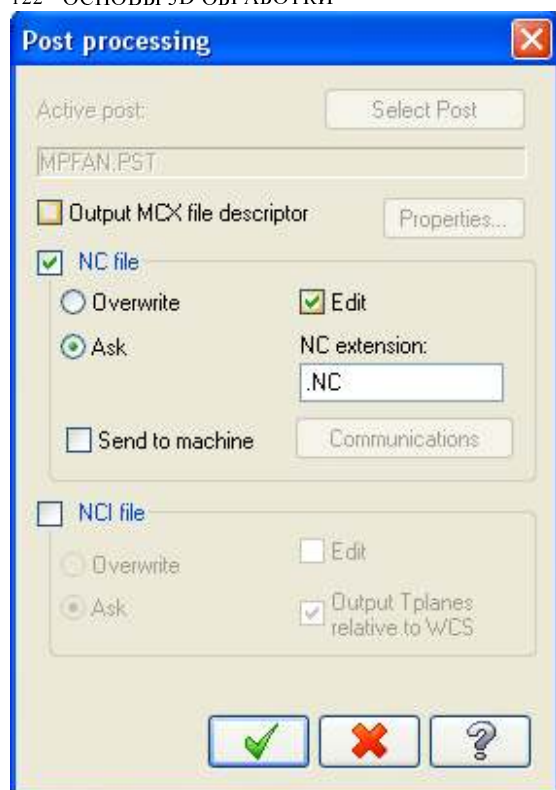 122 ОСНОВЫ 3D ОБРАБОТКИ
Post processing
Active post:
Select Post
MPFAN.PST
Output MCX file descriptor
Properties...
NC file
Overwrite
Edit
Ask
NC extension:
.NC
Send to machine
Communications
NCI file
Overwrite
Edit
Ask
Output Tplanes
relative to WCS